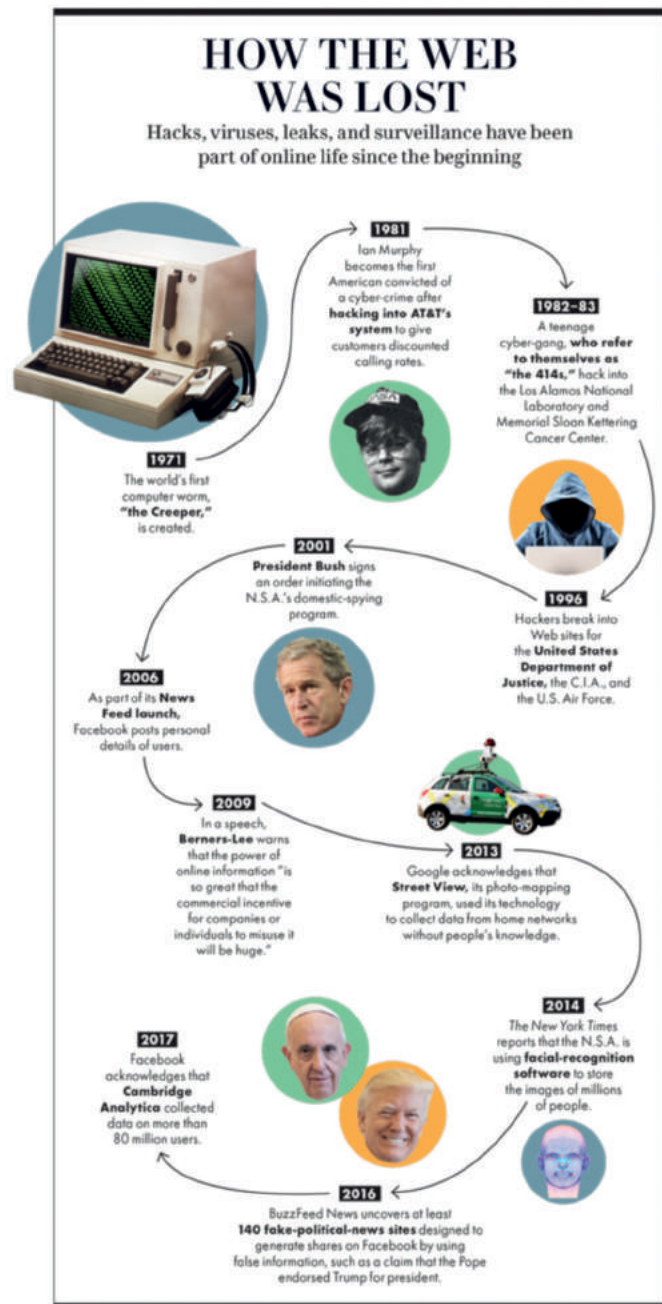 HOW THE WEB
WAS LOST
Hacks, viruses, leaks, and surveillance have been
part of online life since the beginning
1971
The world's first
computer worm,
"the Creeper,"
is created.
1981
Ian Murphy
becomes the first
American convicted of
a cyber-crime after
hacking into AT&T's
system to give
customers discounted
calling rates.
1982–83
A teenage
cyber-gang, who refer
to themselves as
"the 414s," hack into
the Los Alamos National
Laboratory and
Memorial Sloan Kettering
Cancer Center.
1996
Hackers break into
Web sites for
the United States
Department of
Justice, the C.I.A., and
the U.S. Air Force.
2001
President Bush signs
an order initiating the
N.S.A.'s domestic-spying
program.
2006
As part of its News
Feed launch,
Facebook posts personal
details of users.
2009
In a speech,
Berners-Lee warns
that the power of
online information "is
so great that the
commercial incentive
for companies or
individuals to misuse it
will be huge."
2013
Google acknowledges that
Street View, its photo-mapping
program, used its technology
to collect data from home networks
without people's knowledge.
2014
The New York Times
reports that the N.S.A. is
using facial-recognition
software to store
the images of millions
of people.
2016
BuzzFeed News uncovers at least
140 fake-political-news sites designed to
generate shares on Facebook by using
false information, such as a claim that the Pope
endorsed Trump for president.
2017
Facebook
acknowledges that
Cambridge
Analytica collected
data on more than
80 million users.